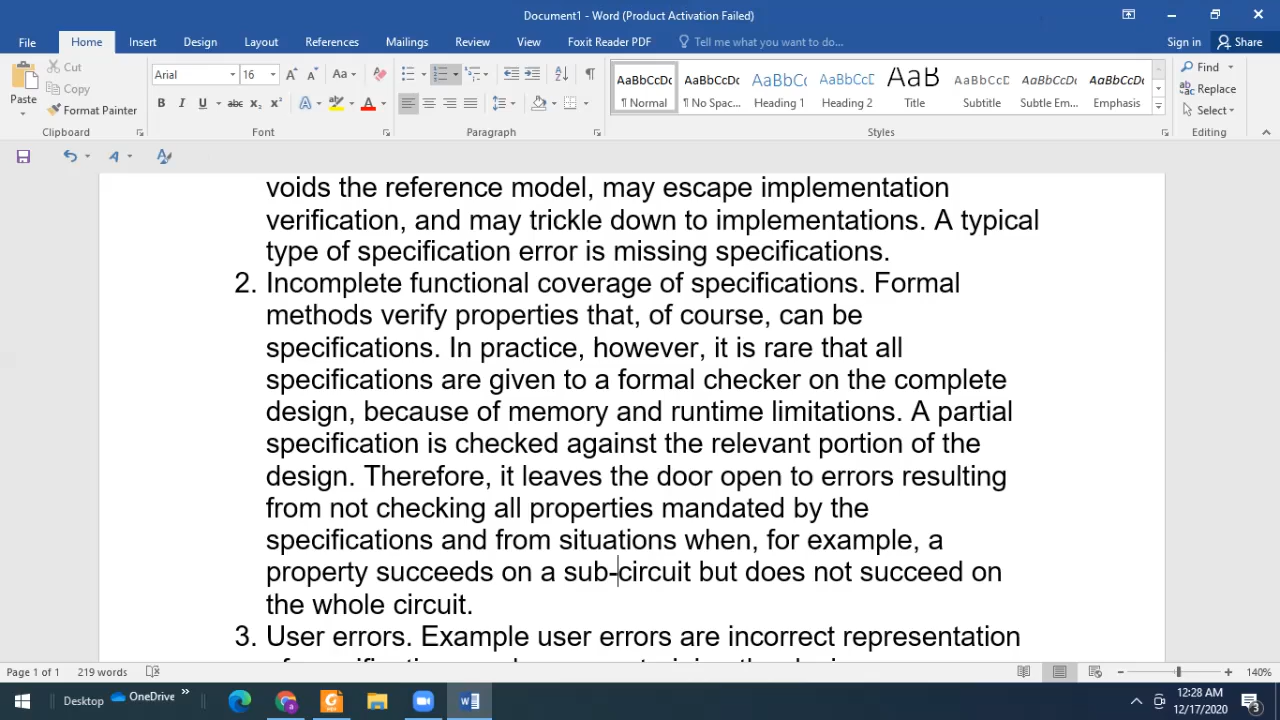 Document1 - Word (Product Activation Failed)
File Home Insert Design Layout References Mailings Review View Foxit Reader PDF Tell me what you want to do... Sign in Share
Cut
Copy
Paste
Format Painter
Clipboard
Arial 16
Font
Paragraph
AaBbCcDc AaBbCcDc AaBbCc AaBbCcD AaB AaBbCcD AaBbCcDc AaBbCcDc
¶ Normal ¶ No Spac... Heading 1 Heading 2 Title Subtitle Subtle Em... Emphasis
Styles
Find
Replace
Select
Editing
voids the reference model, may escape implementation
verification, and may trickle down to implementations. A typical
type of specification error is missing specifications.
2. Incomplete functional coverage of specifications. Formal
methods verify properties that, of course, can be
specifications. In practice, however, it is rare that all
specifications are given to a formal checker on the complete
design, because of memory and runtime limitations. A partial
specification is checked against the relevant portion of the
design. Therefore, it leaves the door open to errors resulting
from not checking all properties mandated by the
specifications and from situations when, for example, a
property succeeds on a sub-circuit but does not succeed on
the whole circuit.
3. User errors. Example user errors are incorrect representation
Page 1 of 1 219 words 140%
Desktop OneDrive 12:28 AM
12/17/2020
3